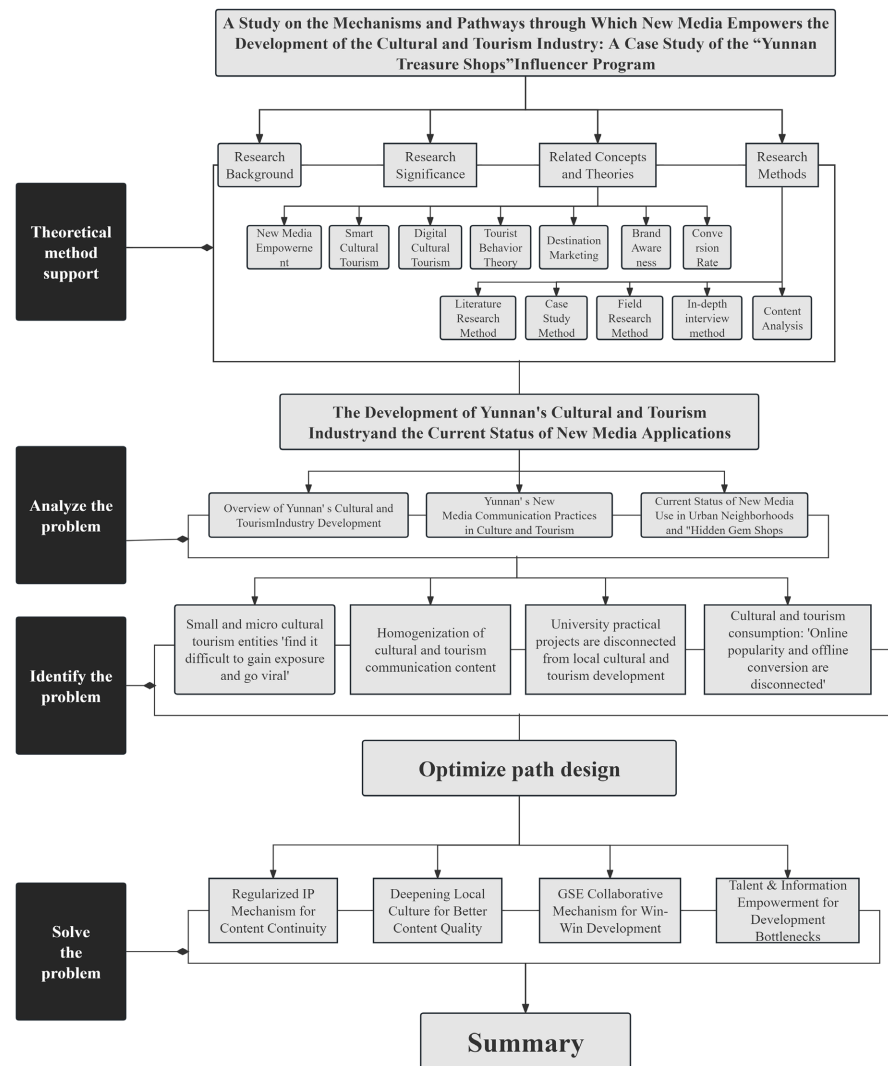 A Study on the Mechanisms and Pathways through Which New Media Empowers the
Development of the Cultural and Tourism Industry: A Case Study of the “Yunnan
Treasure Shops”Influencer Program
Research
Background
Research
Significance
Related Concepts
and Theories
Research
Methods
Theoretical
method
support
New Media
Empowerne
nt
Smart
Cultural
Tourism
Digital
Cultural
Tourism
Tourist
Behavior
Theory
Destination
Marketing
Brand
Aware
ness
Conve
rsion
Rate
Literature
Research
Method
Case
Study
Method
Field
Research
Method
In-depth
interview
method
Content
Analysis
The Development of Yunnan's Cultural and Tourism
Industryand the Current Status of New Media Applications
Analyze the
problem
Overview of Yunnan' s Cultural and
TourismIndustry Development
Yunnan' s New
Media Communication Practices
in Culture and Tourism
Current Status of New Media
Use in Urban Neighborhoods
and "Hidden Gem Shops
Identify the
problem
Small and micro cultural
tourism entities 'find it
difficult to gain exposure
and go viral'
Homogenization of
cultural and tourism
communication content
University practical
projects are disconnected
from local cultural and
tourism development
Cultural and tourism
consumption: 'Online
popularity and offline
conversion are
disconnected'
Optimize path design
Solve
the
problem
Regularized IP
Mechanism for
Content Continuity
Deepening Local
Culture for Better
Content Quality
GSE Collaborative
Mechanism for Win-
Win Development
Talent & Information
Empowerment for
Development
Bottlenecks
Summary